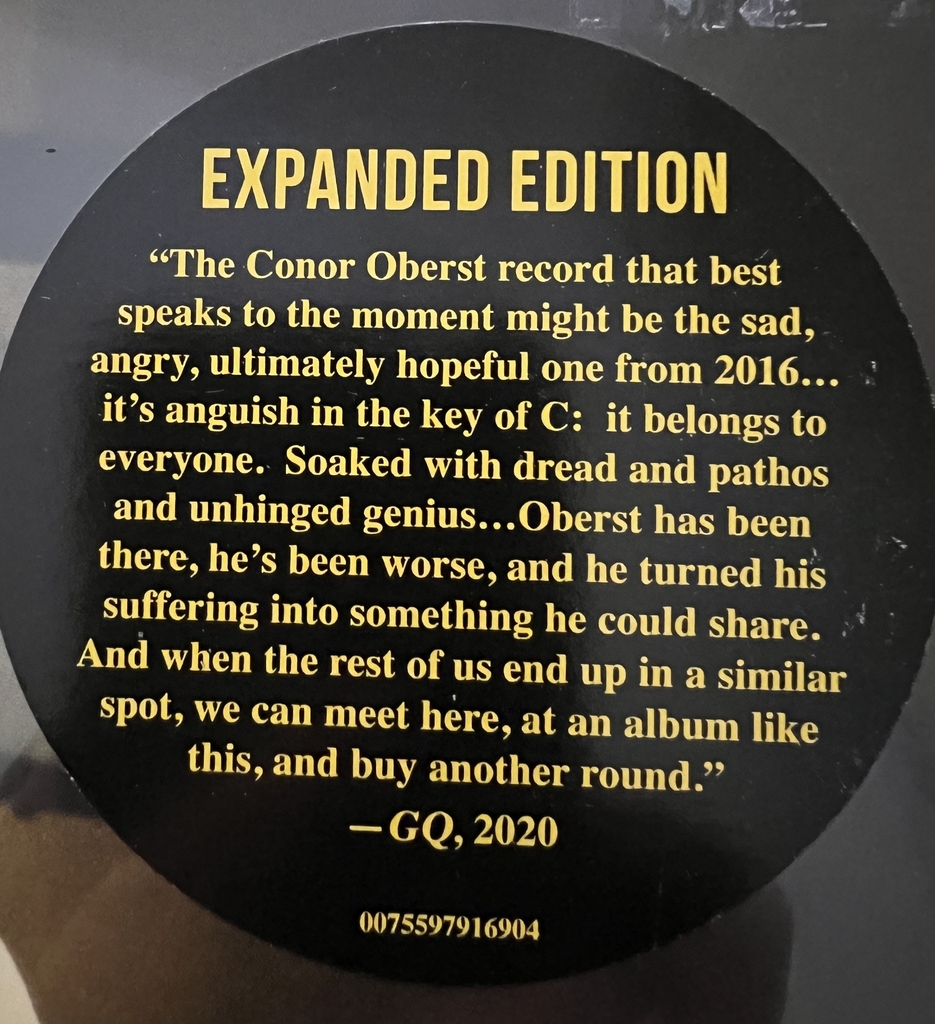 EXPANDED EDITION
“The Conor Oberst record that best
speaks to the moment might be the sad,
angry, ultimately hopeful one from 2016...
it’s anguish in the key of C:  it belongs to
everyone.  Soaked with dread and pathos
and unhinged genius...Oberst has been
there, he’s been worse, and he turned his
suffering into something he could share.
And when the rest of us end up in a similar
spot, we can meet here, at an album like
this, and buy another round.”
—GQ, 2020
0075597916904